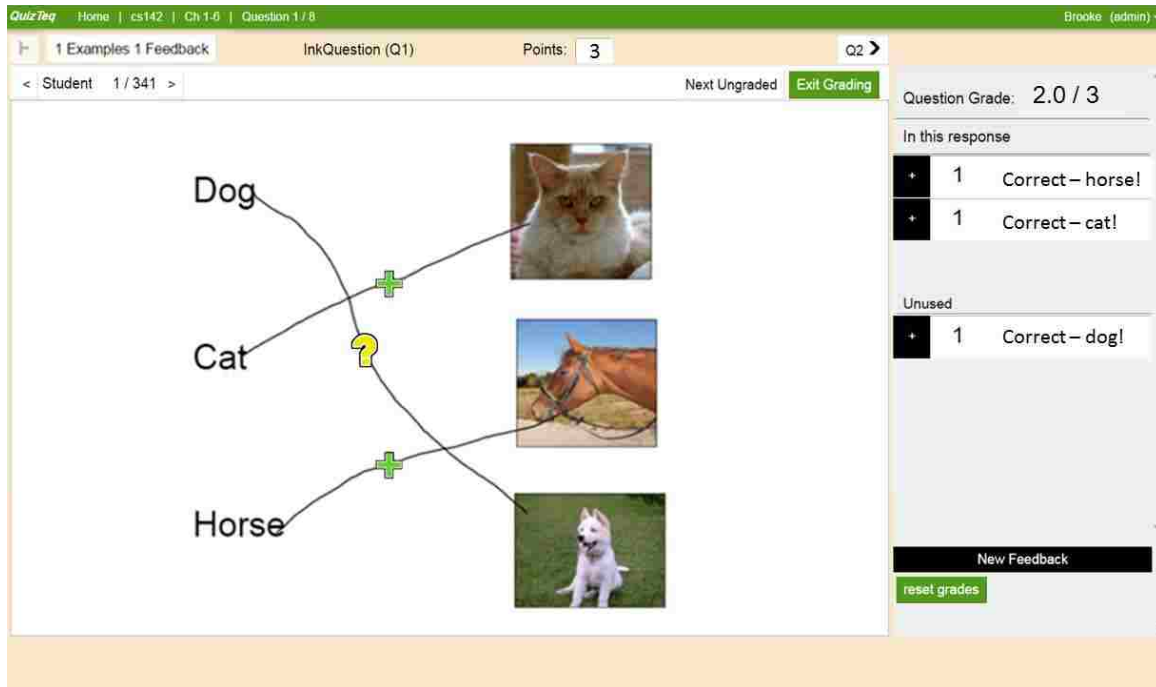 QuizTeq Home | cs142 | Ch 1-6 | Question 1 / 8 Brooke (admin)
1 Examples 1 Feedback InkQuestion (Q1) Points: 3 Q2 >
< Student 1 / 341 > Next Ungraded Exit Grading
Question Grade: 2.0 / 3
In this response
+ 1 Correct – horse!
+ 1 Correct – cat!
Unused
+ 1 Correct – dog!
New Feedback
reset grades
Dog
Cat
?
Horse